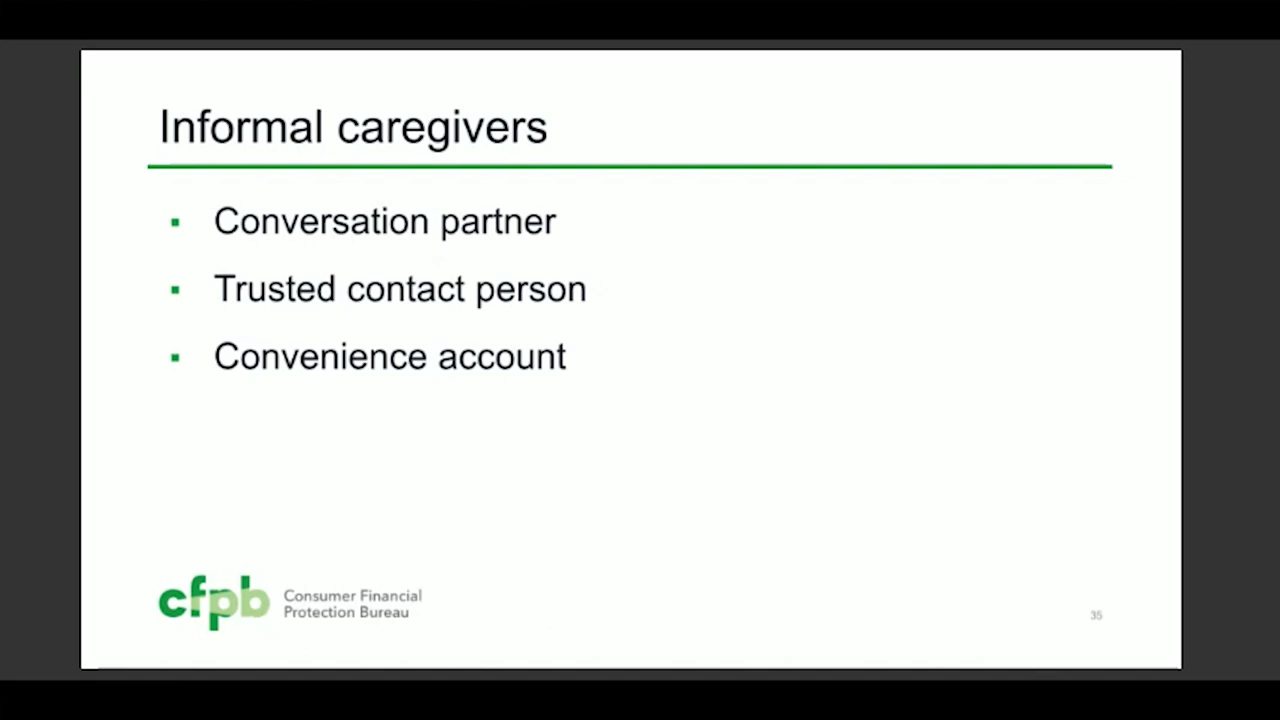 Informal caregivers
▪ Conversation partner
▪ Trusted contact person
▪ Convenience account
cfpb
Consumer Financial
Protection Bureau
35